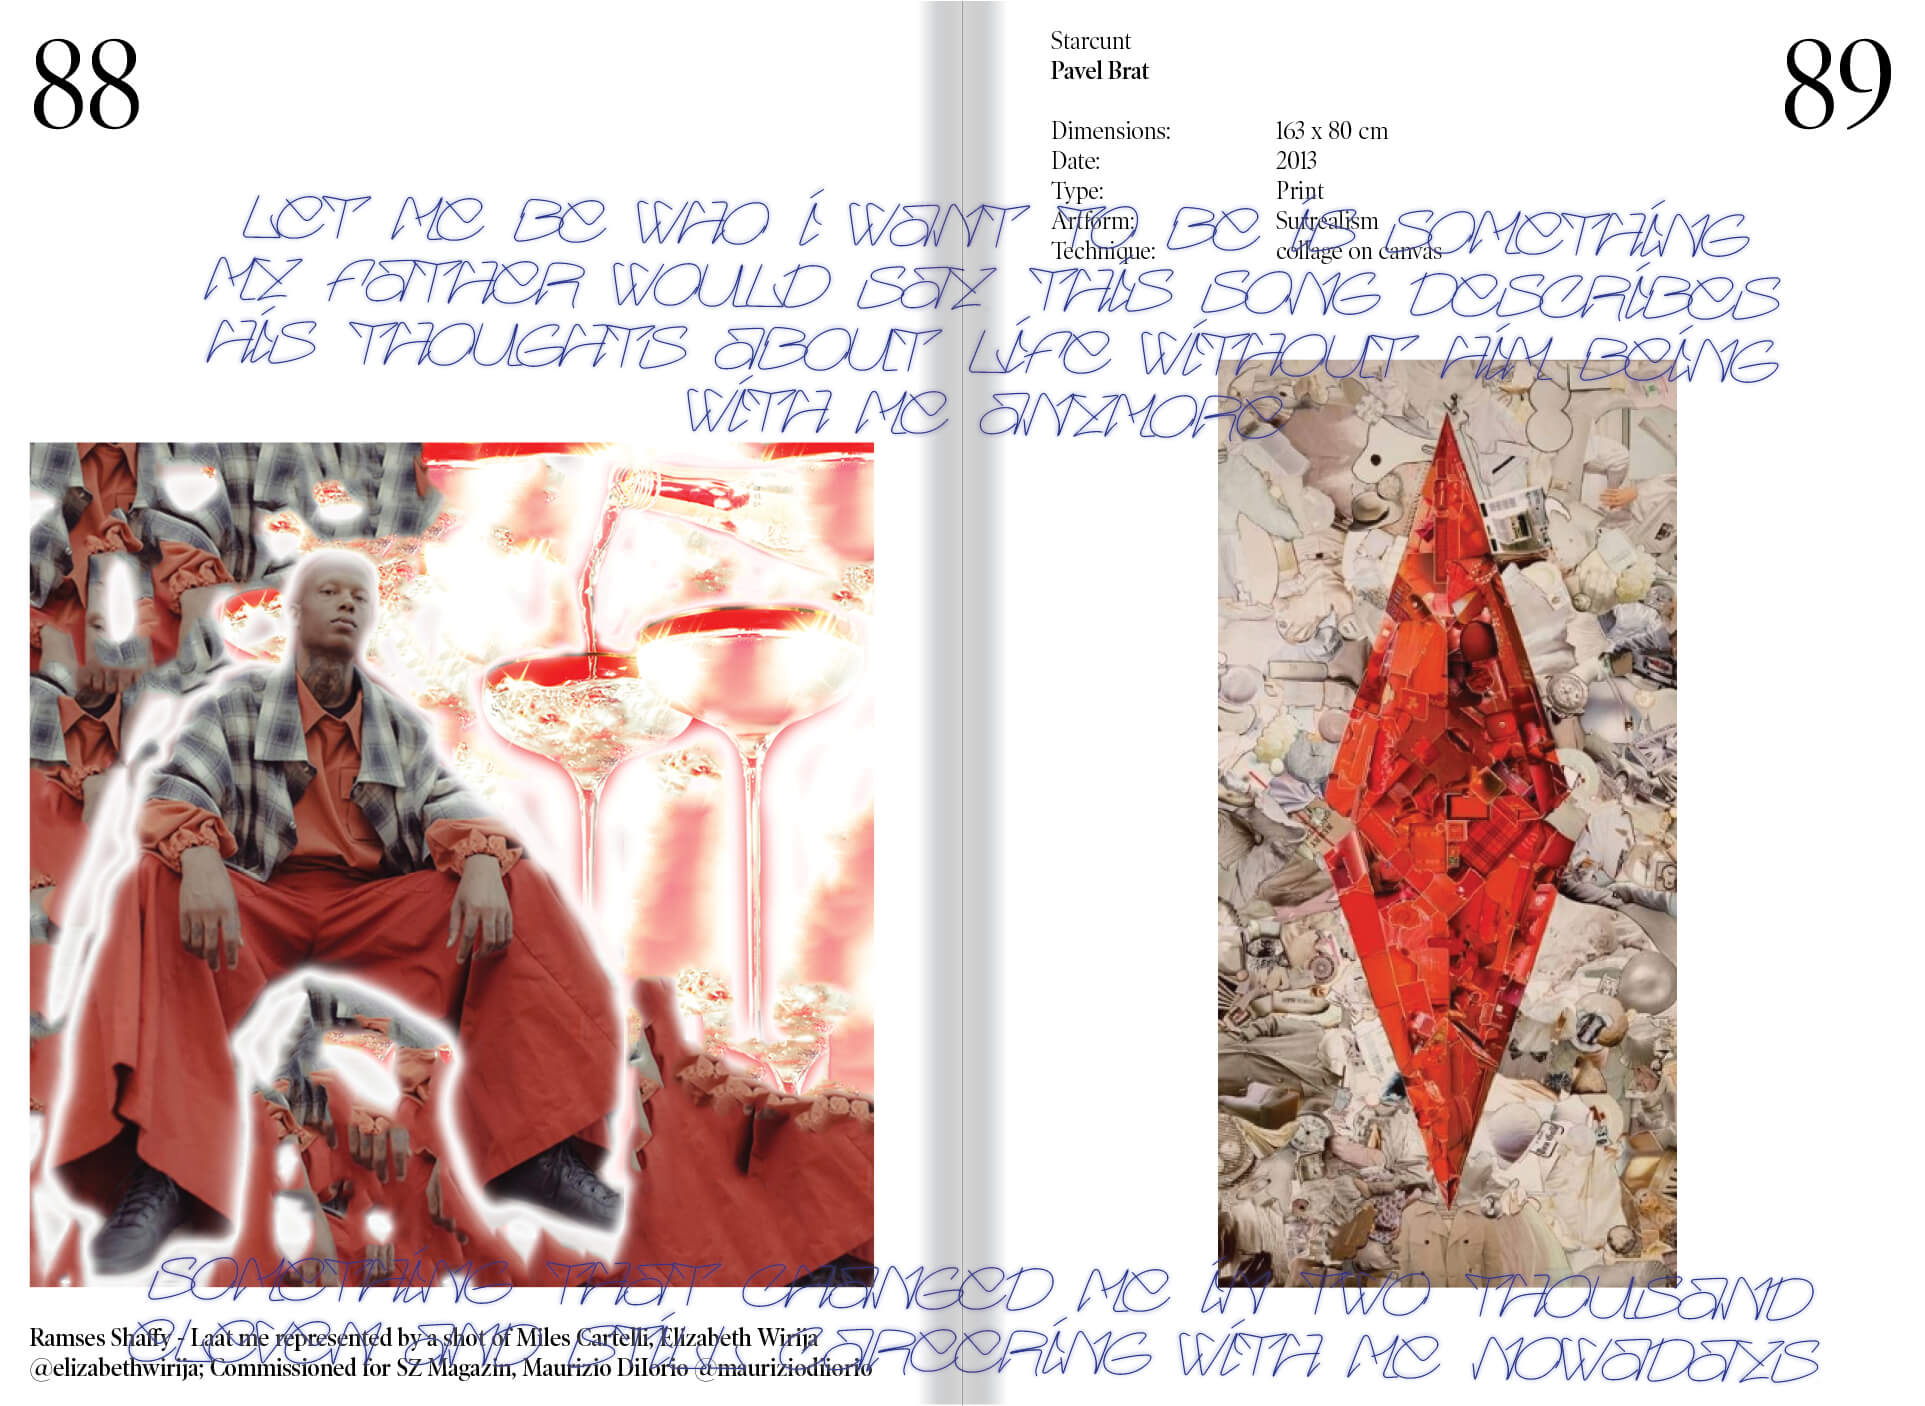 88
Starcunt
Pavel Brat
89
Dimensions: 163 x 80 cm
Date: 2013
Type: Print
Artform: Surrealism
Technique: collage on canvas
LET ME BE WHO I WANT TO BE IS SOMETHING
MY FATHER WOULD SAY THIS SONG DESCRIBES
HIS THOUGHTS ABOUT LIFE WITHOUT HIM BEING
WITH ME ANYMORE
SOMETHING THAT CHANGED ME IN TWO THOUSAND
ELEVEN AND STILL CAREERING WITH ME NOWADAYS
Ramses Shaffy - Laat me represented by a shot of Miles Cartelli, Elizabeth Wirija
@elizabethwirija; Commissioned for SZ Magazin, Maurizio DiIorio @mauriziodiiorio